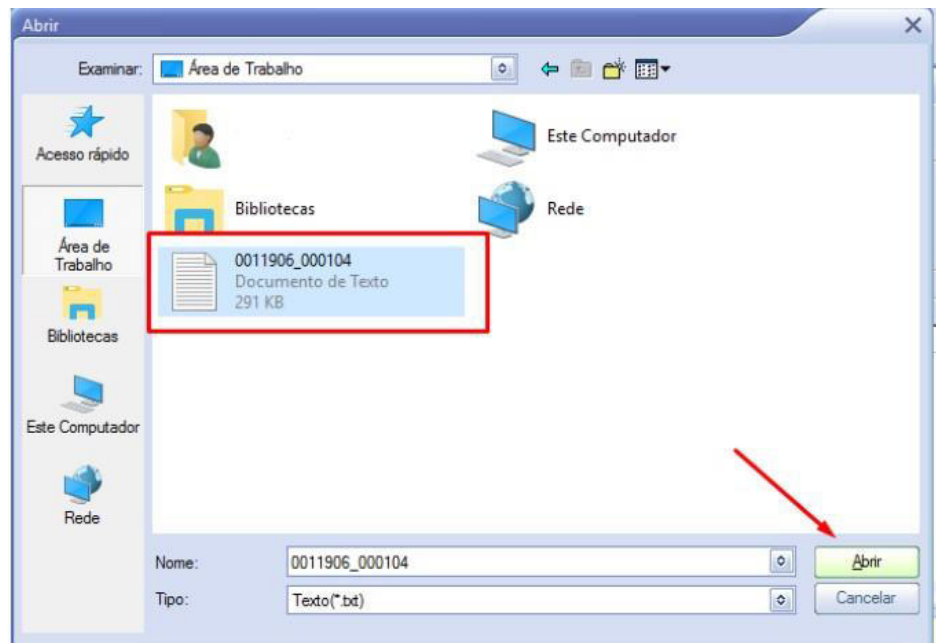 Abrir
Examinar:
Área de Trabalho
Acesso rápido
Área de
Trabalho
Bibliotecas
Este Computador
Rede
Este Computador
Bibliotecas
Rede
0011906_000104
Documento de Texto
291 KB
Nome:
0011906_000104
Abrir
Tipo:
Texto(*.txt)
Cancelar